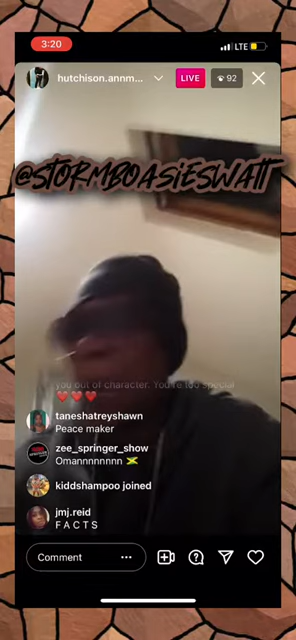 3:20
LTE
hutchison.annm...
LIVE
92
@STORMBOASIESWATT
you out of character. You're too special
❤️❤️❤️
taneshatreyshawn
Peace maker
zee_springer_show
Omannnnnnnn 🇯🇲
kiddshampoo joined
jmj.reid
F A C T S
Comment